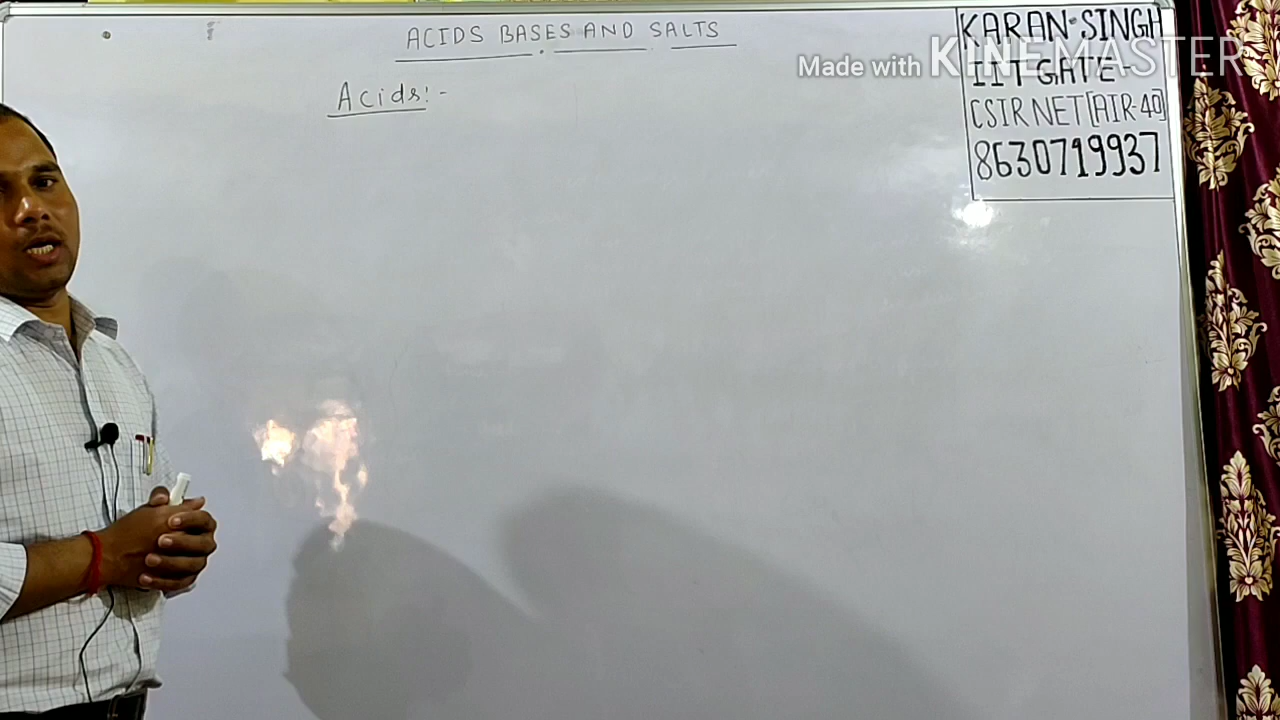 ACIDS BASES AND SALTS
Acids:-
KARAN SINGH
IIT GATE-
CSIR NET[AIR-40]
8630719937
Made with KINEMASTER